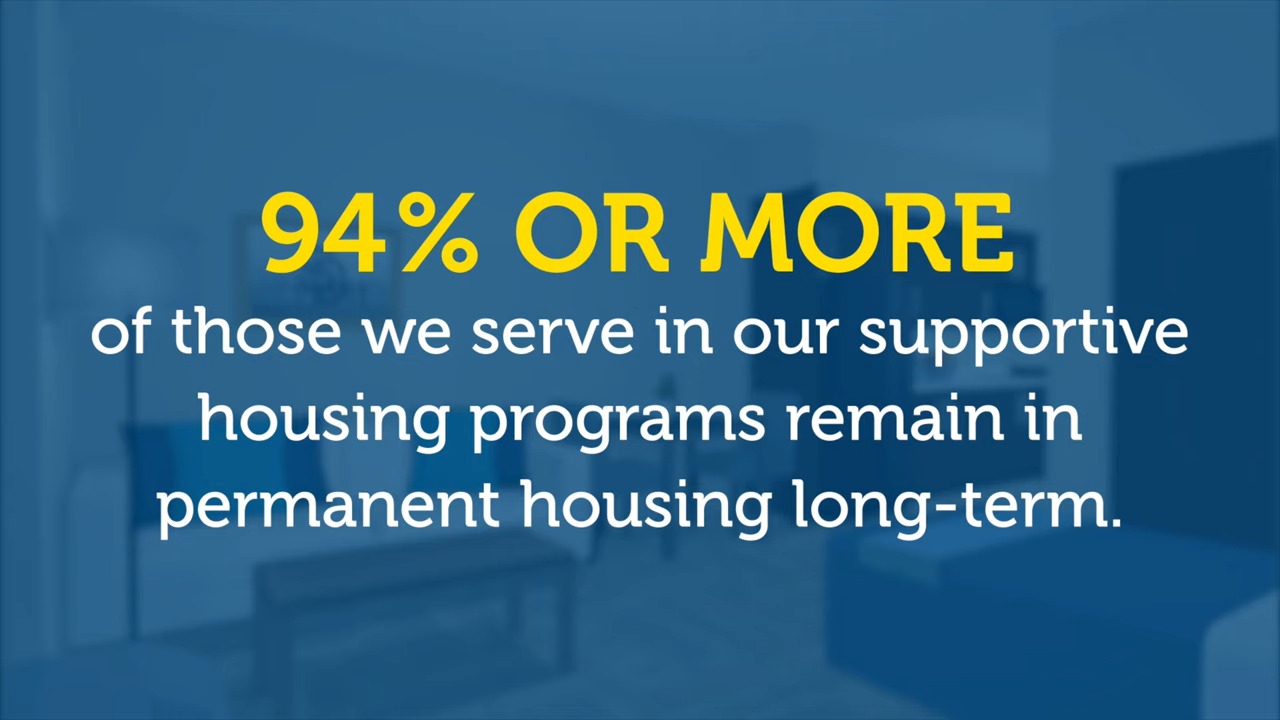 94% OR MORE
of those we serve in our supportive
housing programs remain in
permanent housing long-term.